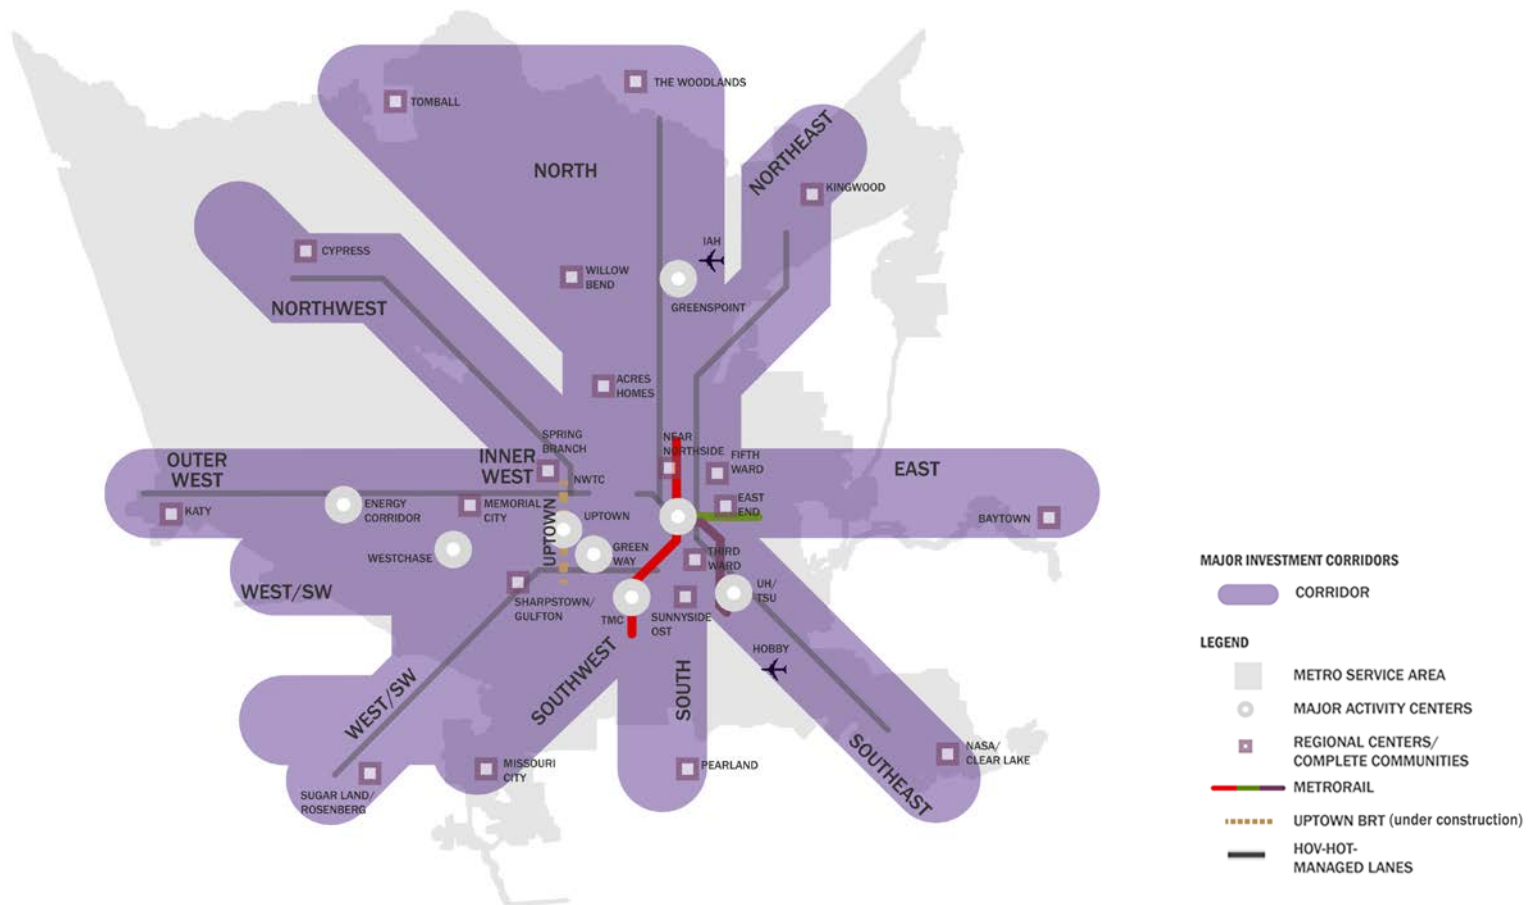 THE WOODLANDS
TOMBALL
NORTH
NORTHEAST
KINGWOOD
IAH
CYPRESS
WILLOW
BEND
GREENSPOINT
NORTHWEST
ACRES
HOMES
SPRING
BRANCH
NEAR
NORTHSIDE
FIFTH
WARD
EAST
OUTER
WEST
INNER
WEST
NWTC
KATY
ENERGY
CORRIDOR
MEMORIAL
CITY
UPTOWN
UPTOWN
EAST
END
BAYTOWN
WESTCHASE
GREEN
WAY
THIRD
WARD
WEST/SW
SHARPSTOWN/
GULFTON
TMC
SUNNYSIDE
OST
UH/
TSU
HOBBY
WEST/SW
SOUTHWEST
SOUTH
SOUTHEAST
NASA/
CLEAR LAKE
MISSOURI
CITY
PEARLAND
SUGAR LAND/
ROSENBERG
MAJOR INVESTMENT CORRIDORS
CORRIDOR
LEGEND
METRO SERVICE AREA
MAJOR ACTIVITY CENTERS
REGIONAL CENTERS/
COMPLETE COMMUNITIES
METRORAIL
UPTOWN BRT (under construction)
HOV-HOT-
MANAGED LANES